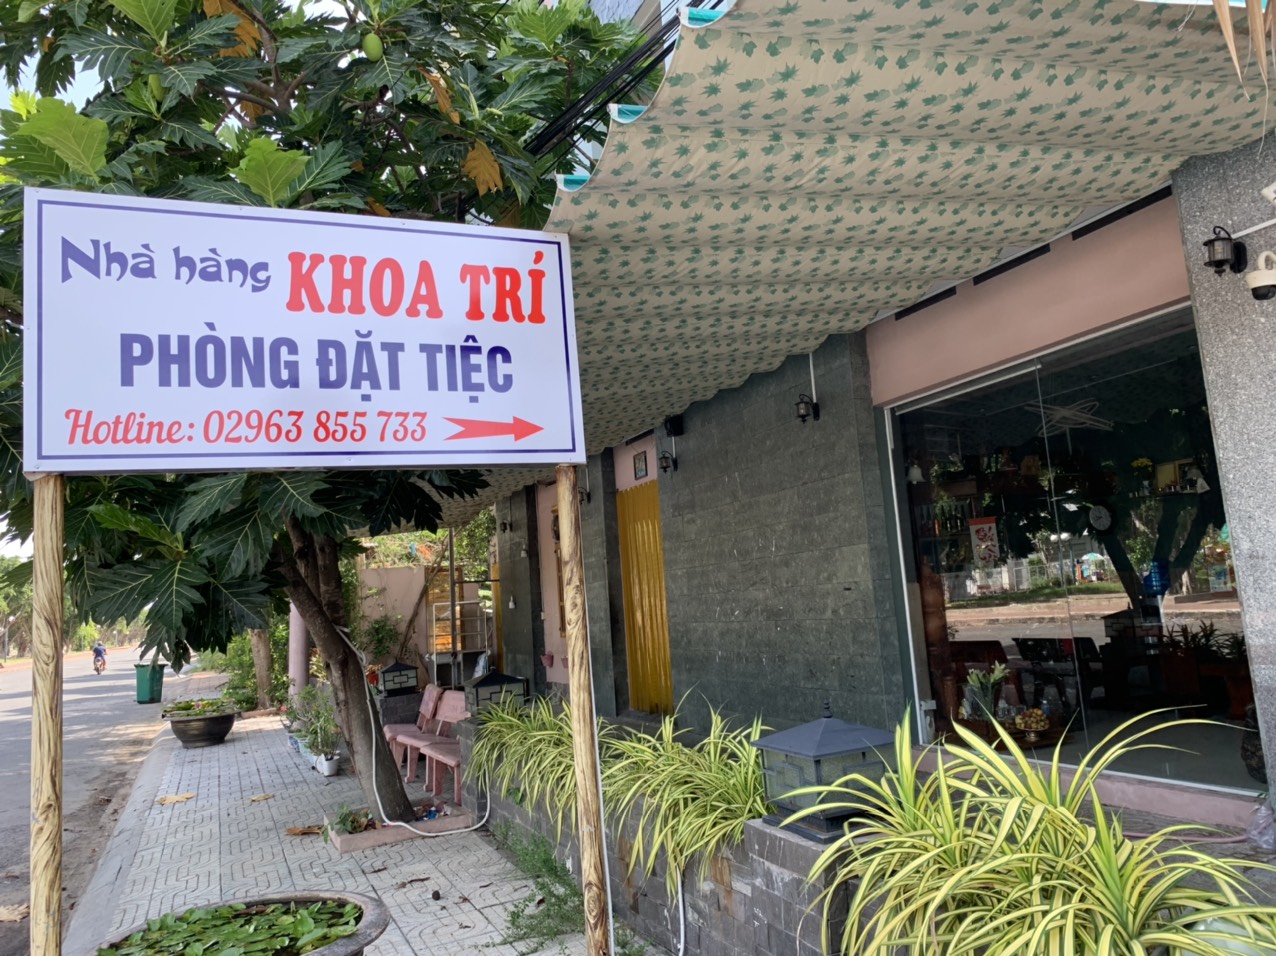 Nhà hàng KHOA TRÍ
PHÒNG ĐẶT TIỆC
Hotline: 02963 855 733